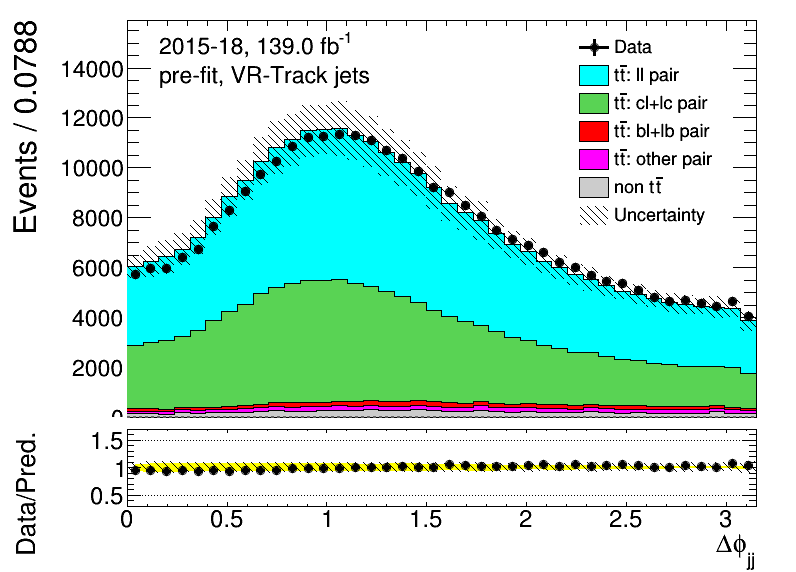 Events / 0.0788
2015-18, 139.0 fb⁻¹
pre-fit, VR-Track jets
Data
tt̄: ll pair
tt̄: cl+lc pair
tt̄: bl+lb pair
tt̄: other pair
non tt̄
Uncertainty
14000
12000
10000
8000
6000
4000
2000
0
Data/Pred.
1.5
1
0.5
0 0.5 1 1.5 2 2.5 3
Δϕjj